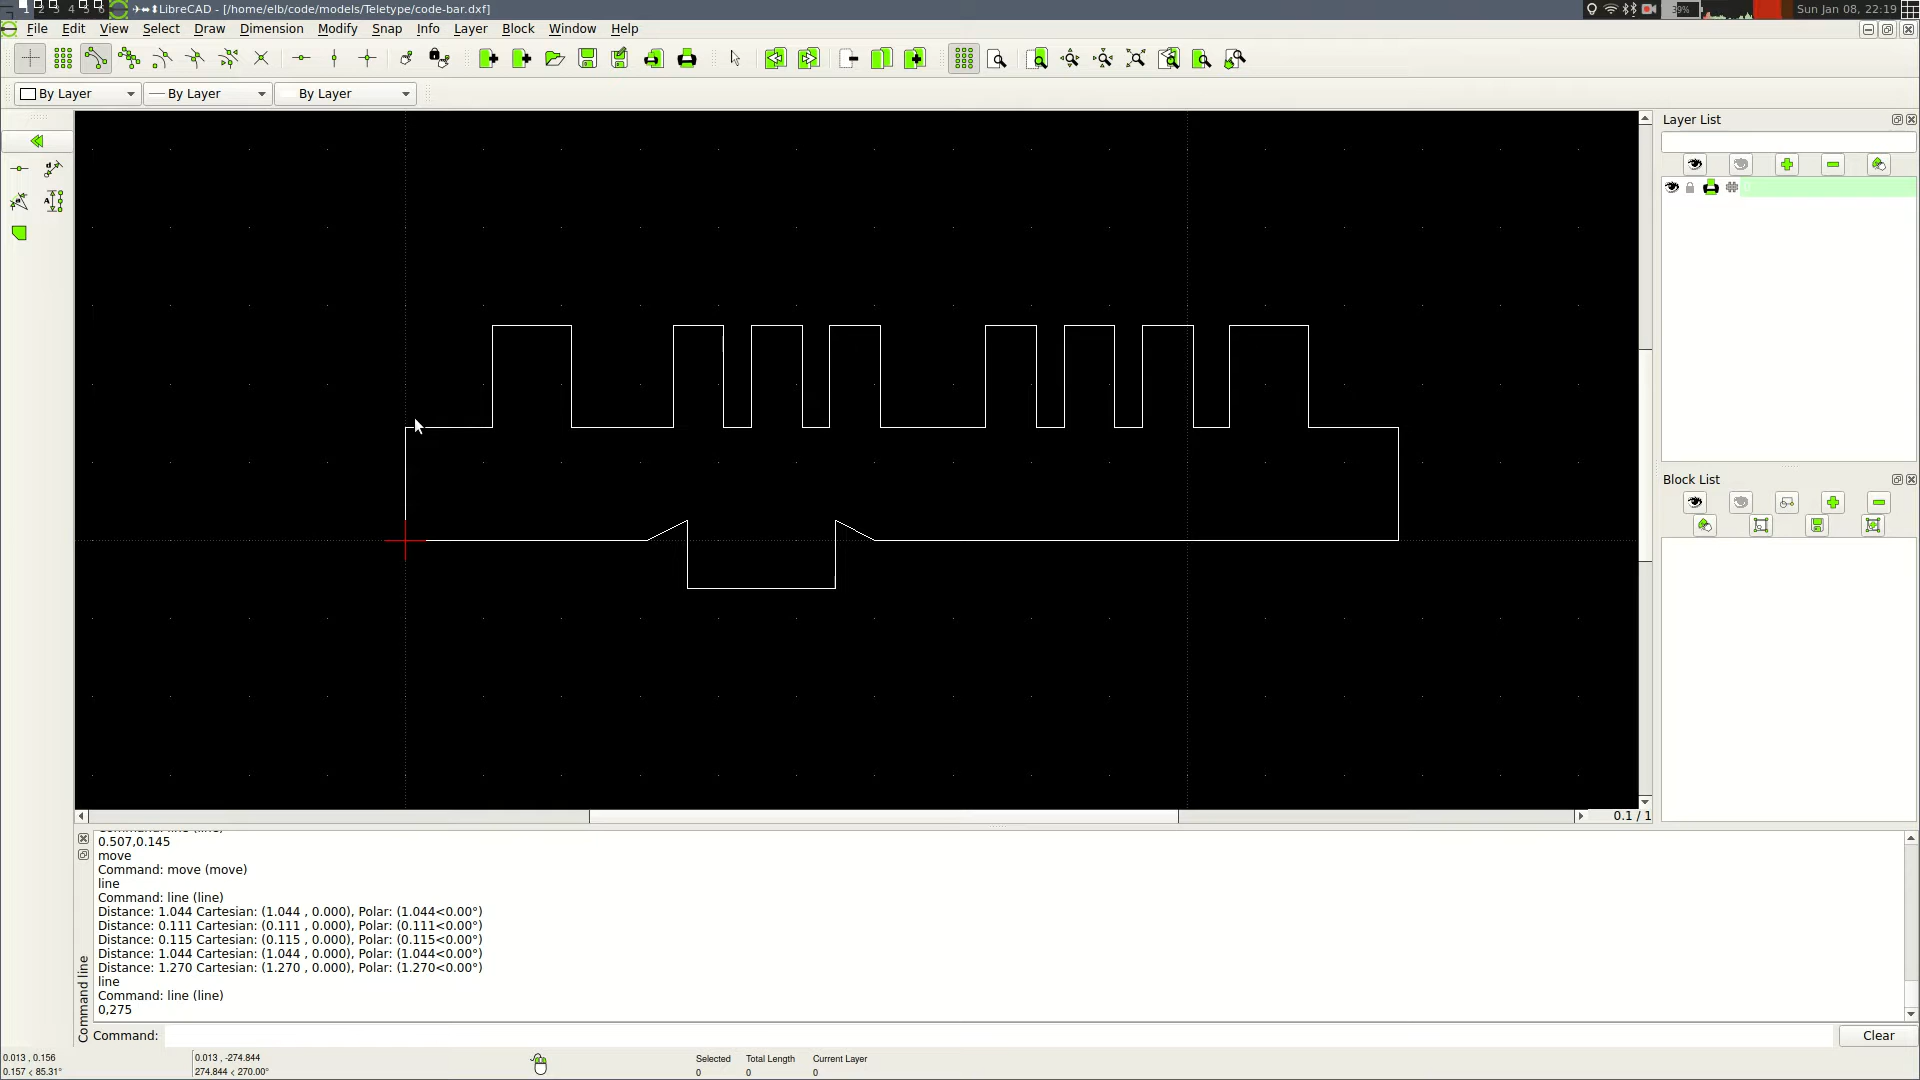 1 2 3 4 5 6 LibreCAD - [/home/elb/code/models/Teletype/code-bar.dxf] 39% Sun Jan 08, 22:19
File Edit View Select Draw Dimension Modify Snap Info Layer Block Window Help
By Layer By Layer By Layer
Layer List
Block List
0.1 / 1
0.507,0.145
move
Command: move (move)
line
Command: line (line)
Distance: 1.044 Cartesian: (1.044 , 0.000), Polar: (1.044<0.00°)
Distance: 0.111 Cartesian: (0.111 , 0.000), Polar: (0.111<0.00°)
Distance: 0.115 Cartesian: (0.115 , 0.000), Polar: (0.115<0.00°)
Distance: 1.044 Cartesian: (1.044 , 0.000), Polar: (1.044<0.00°)
Distance: 1.270 Cartesian: (1.270 , 0.000), Polar: (1.270<0.00°)
line
Command: line (line)
0,275
Command line
Command: Clear
0.013 , 0.156 0.013 , -274.844 Selected Total Length Current Layer
0.157 < 85.31° 274.844 < 270.00° 0 0 0